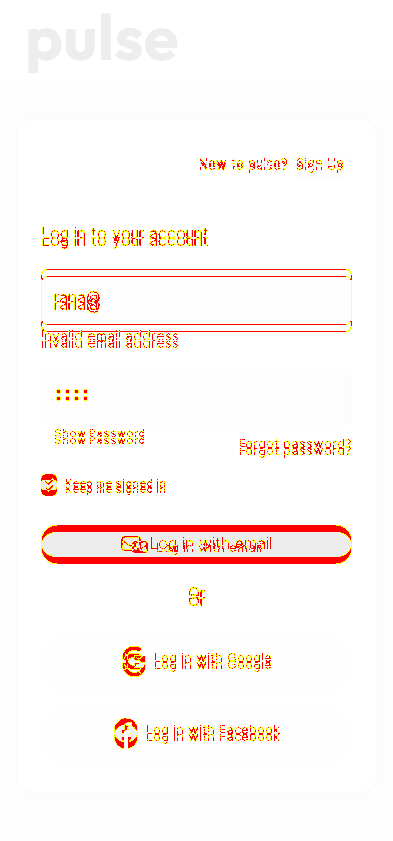 pulse
New to pulse? Sign Up
Log in to your account
rana@
Invalid email address
Show Password
Forgot password?
Keep me signed in
Log in with email
Or
Log in with Google
Log in with Facebook